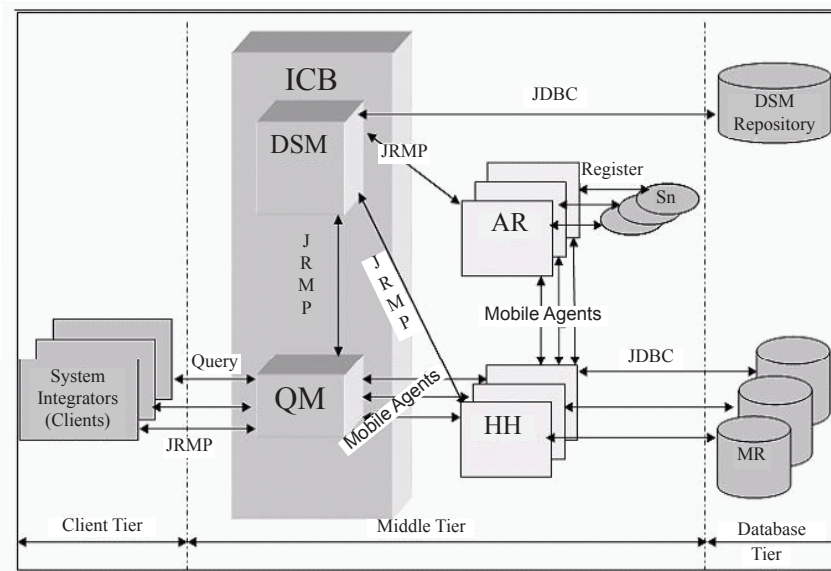 ICB
DSM
JDBC
DSM
Repository
JRMP
Register
Sn
AR
J
R
M
P
J
R
M
P
Mobile Agents
Query
JDBC
System
Integrators
(Clients)
QM
Mobile Agents
HH
MR
JRMP
Client Tier
Middle Tier
Database
Tier